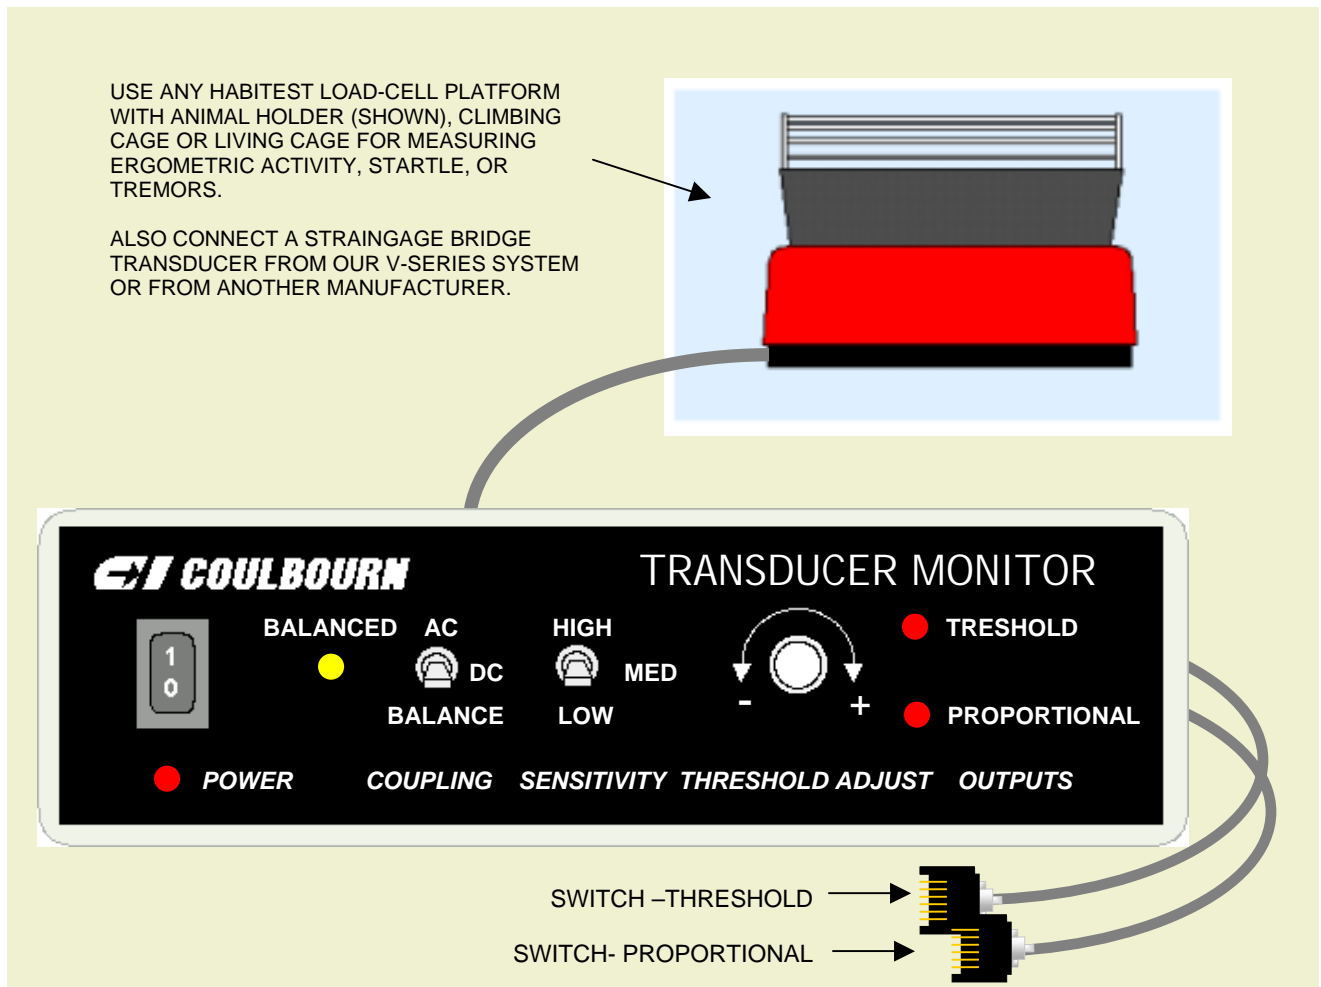 USE ANY HABITEST LOAD-CELL PLATFORM
WITH ANIMAL HOLDER (SHOWN), CLIMBING
CAGE OR LIVING CAGE FOR MEASURING
ERGOMETRIC ACTIVITY, STARTLE, OR
TREMORS.
ALSO CONNECT A STRAINGAGE BRIDGE
TRANSDUCER FROM OUR V-SERIES SYSTEM
OR FROM ANOTHER MANUFACTURER.
COULBOURN
TRANSDUCER MONITOR
1
0
BALANCED
AC
DC
BALANCE
HIGH
MED
LOW
- +
TRESHOLD
PROPORTIONAL
POWER
COUPLING
SENSITIVITY
THRESHOLD ADJUST
OUTPUTS
SWITCH –THRESHOLD
SWITCH- PROPORTIONAL